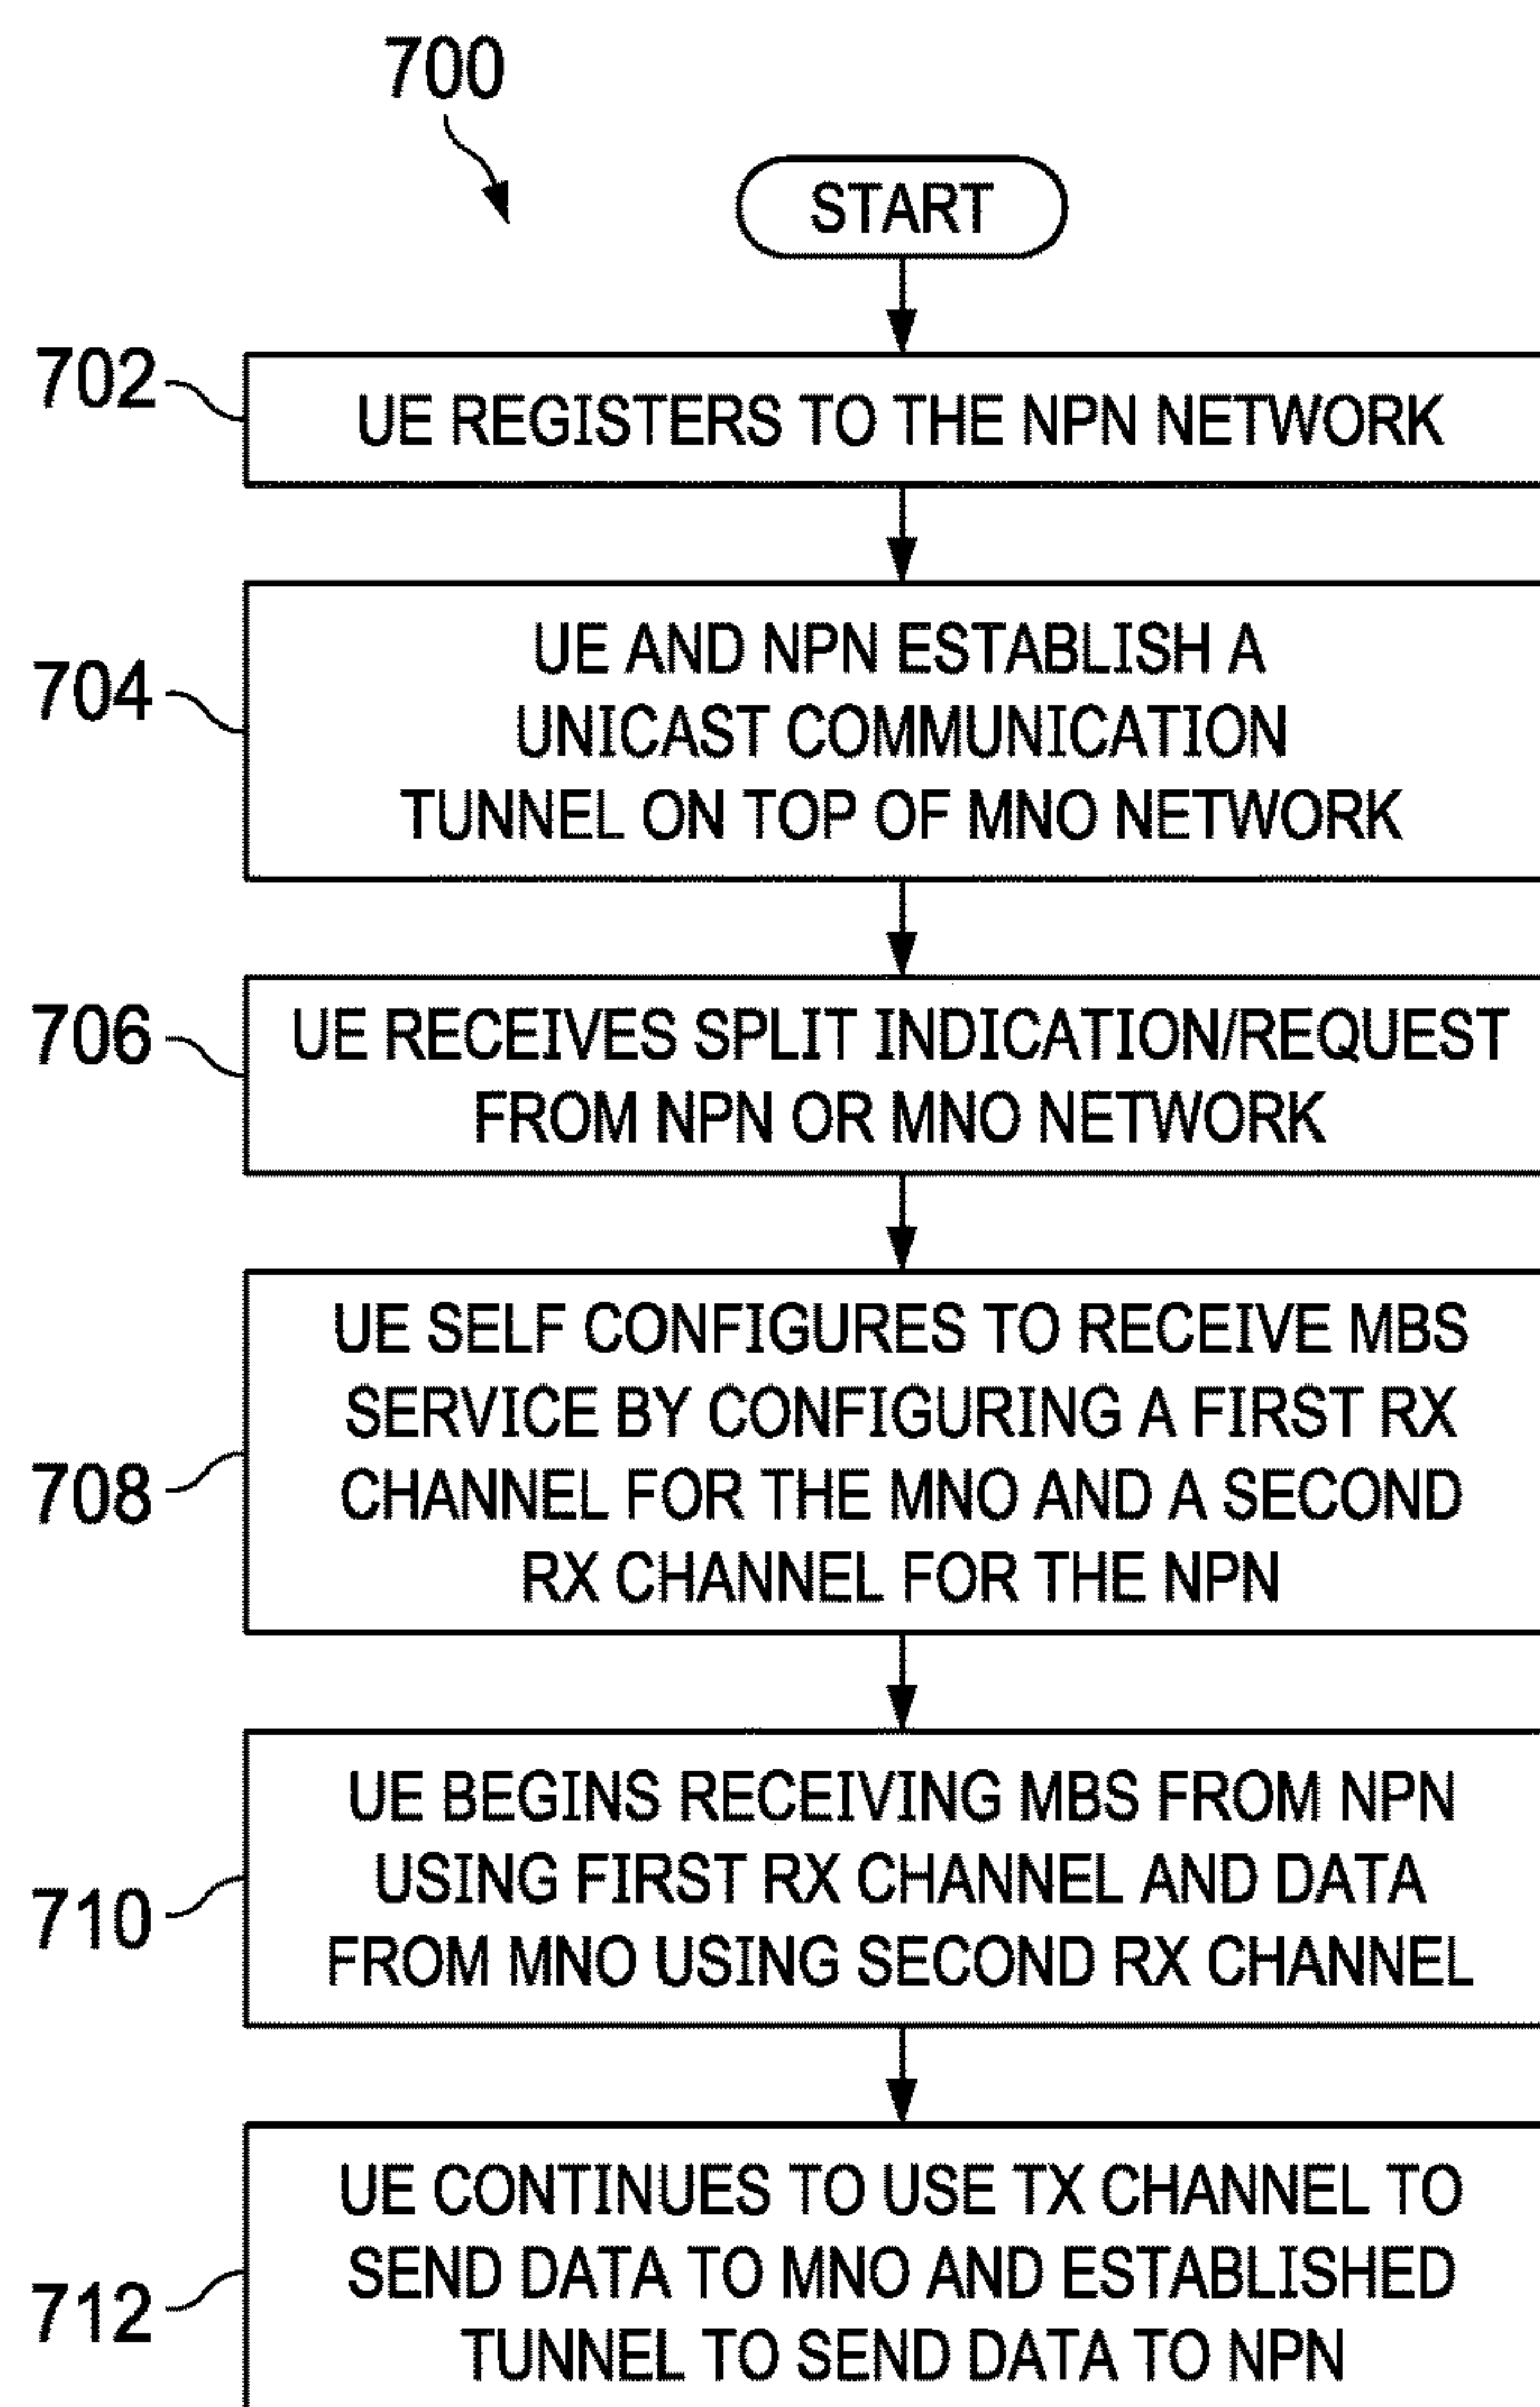 700
START
702
UE REGISTERS TO THE NPN NETWORK
704
UE AND NPN ESTABLISH A
UNICAST COMMUNICATION
TUNNEL ON TOP OF MNO NETWORK
706
UE RECEIVES SPLIT INDICATION/REQUEST
FROM NPN OR MNO NETWORK
708
UE SELF CONFIGURES TO RECEIVE MBS
SERVICE BY CONFIGURING A FIRST RX
CHANNEL FOR THE MNO AND A SECOND
RX CHANNEL FOR THE NPN
710
UE BEGINS RECEIVING MBS FROM NPN
USING FIRST RX CHANNEL AND DATA
FROM MNO USING SECOND RX CHANNEL
712
UE CONTINUES TO USE TX CHANNEL TO
SEND DATA TO MNO AND ESTABLISHED
TUNNEL TO SEND DATA TO NPN